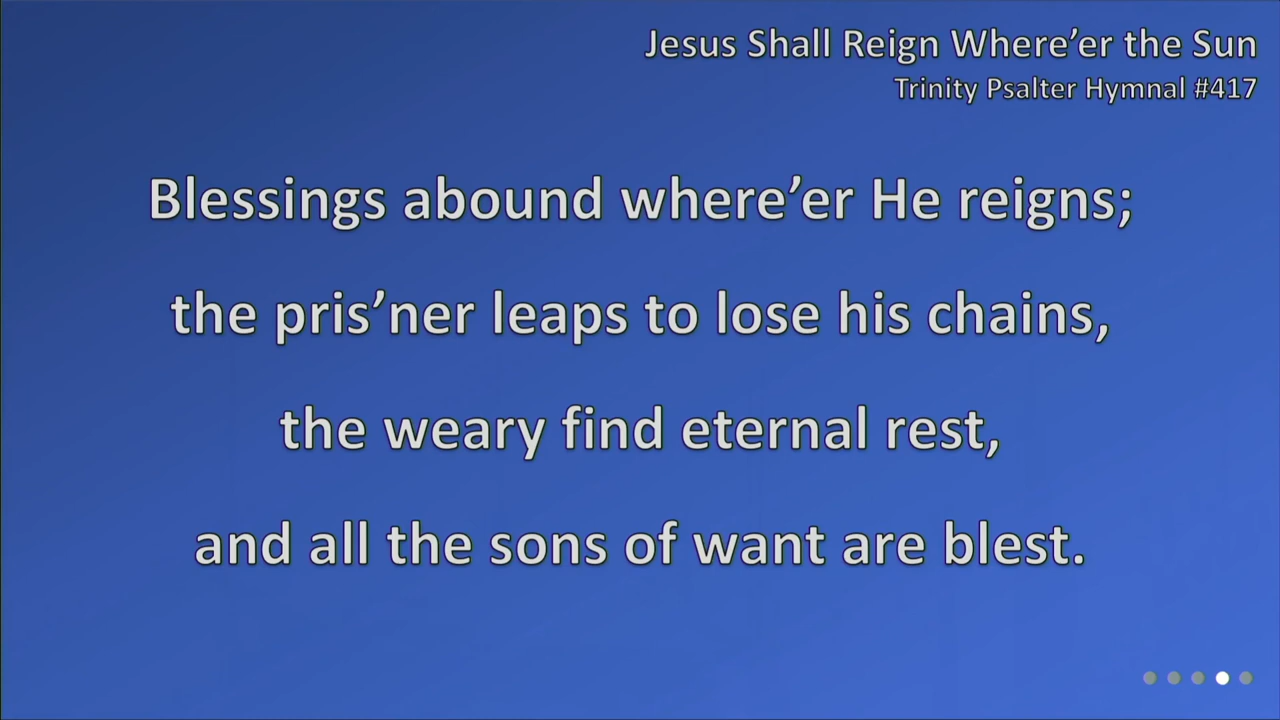 Jesus Shall Reign Where’er the Sun
Trinity Psalter Hymnal #417
Blessings abound where’er He reigns;
the pris’ner leaps to lose his chains,
the weary find eternal rest,
and all the sons of want are blest.